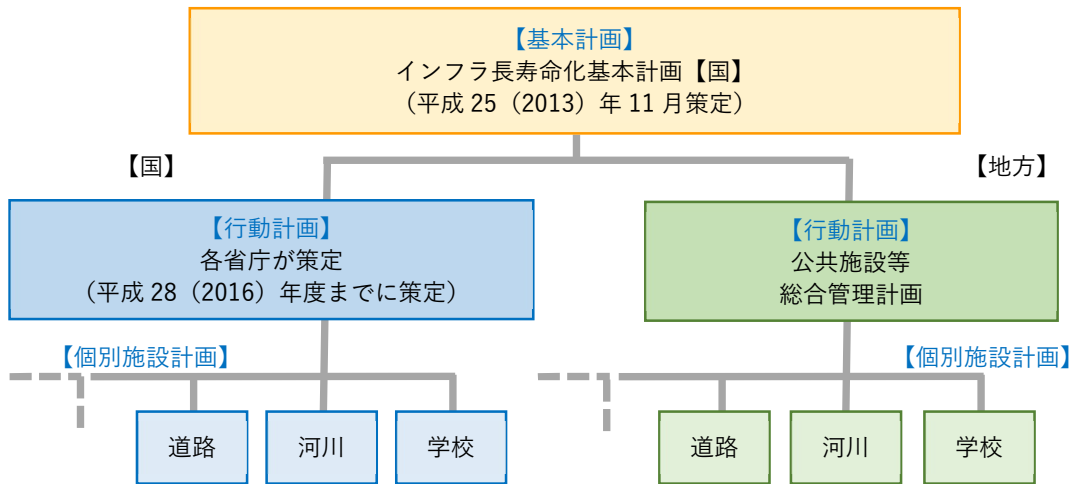 【基本計画】
インフラ長寿命化基本計画【国】
（平成 25（2013）年 11 月策定）
【国】
【地方】
【行動計画】
各省庁が策定
（平成 28（2016）年度までに策定）
【行動計画】
公共施設等
総合管理計画
【個別施設計画】
【個別施設計画】
道路
河川
学校
道路
河川
学校